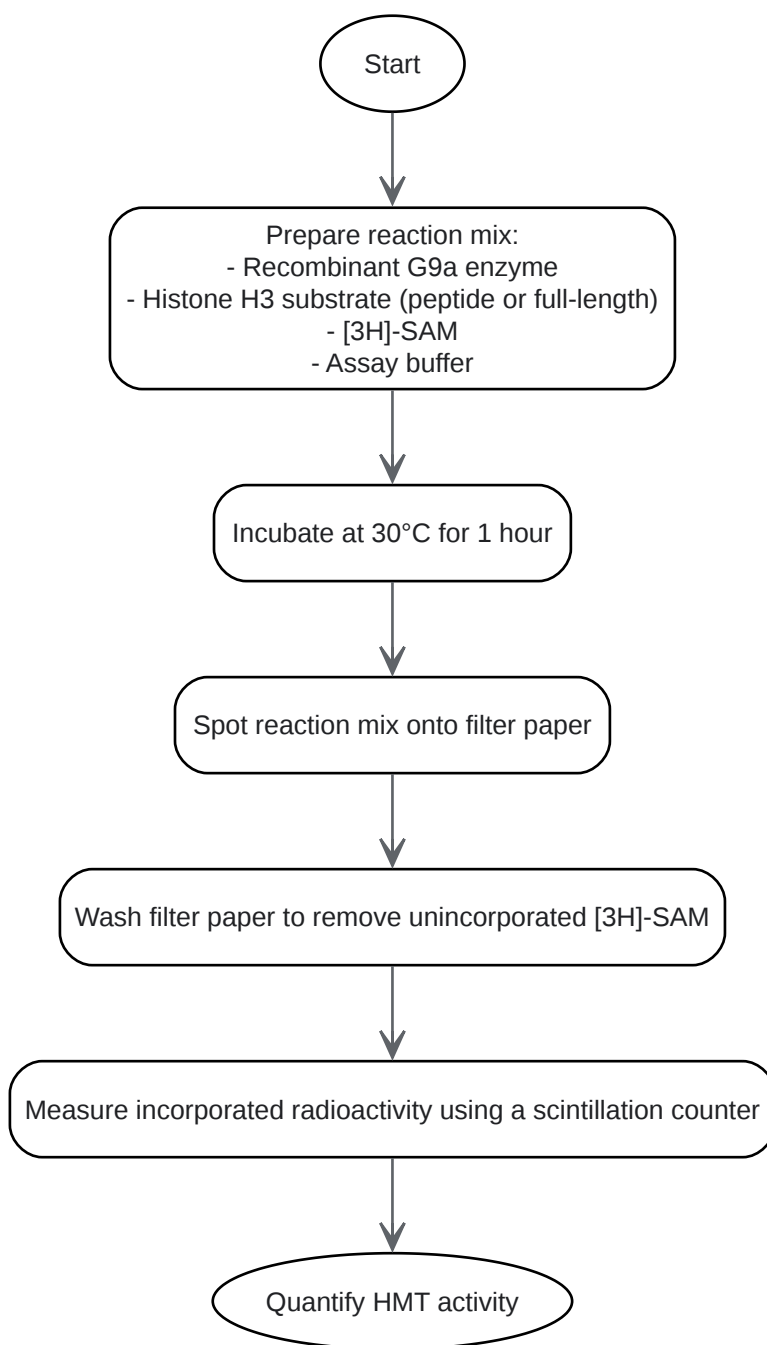 Start
Prepare reaction mix:
- Recombinant G9a enzyme
- Histone H3 substrate (peptide or full-length)
- [3H]-SAM
- Assay buffer
Incubate at 30°C for 1 hour
Spot reaction mix onto filter paper
Wash filter paper to remove unincorporated [3H]-SAM
Measure incorporated radioactivity using a scintillation counter
Quantify HMT activity